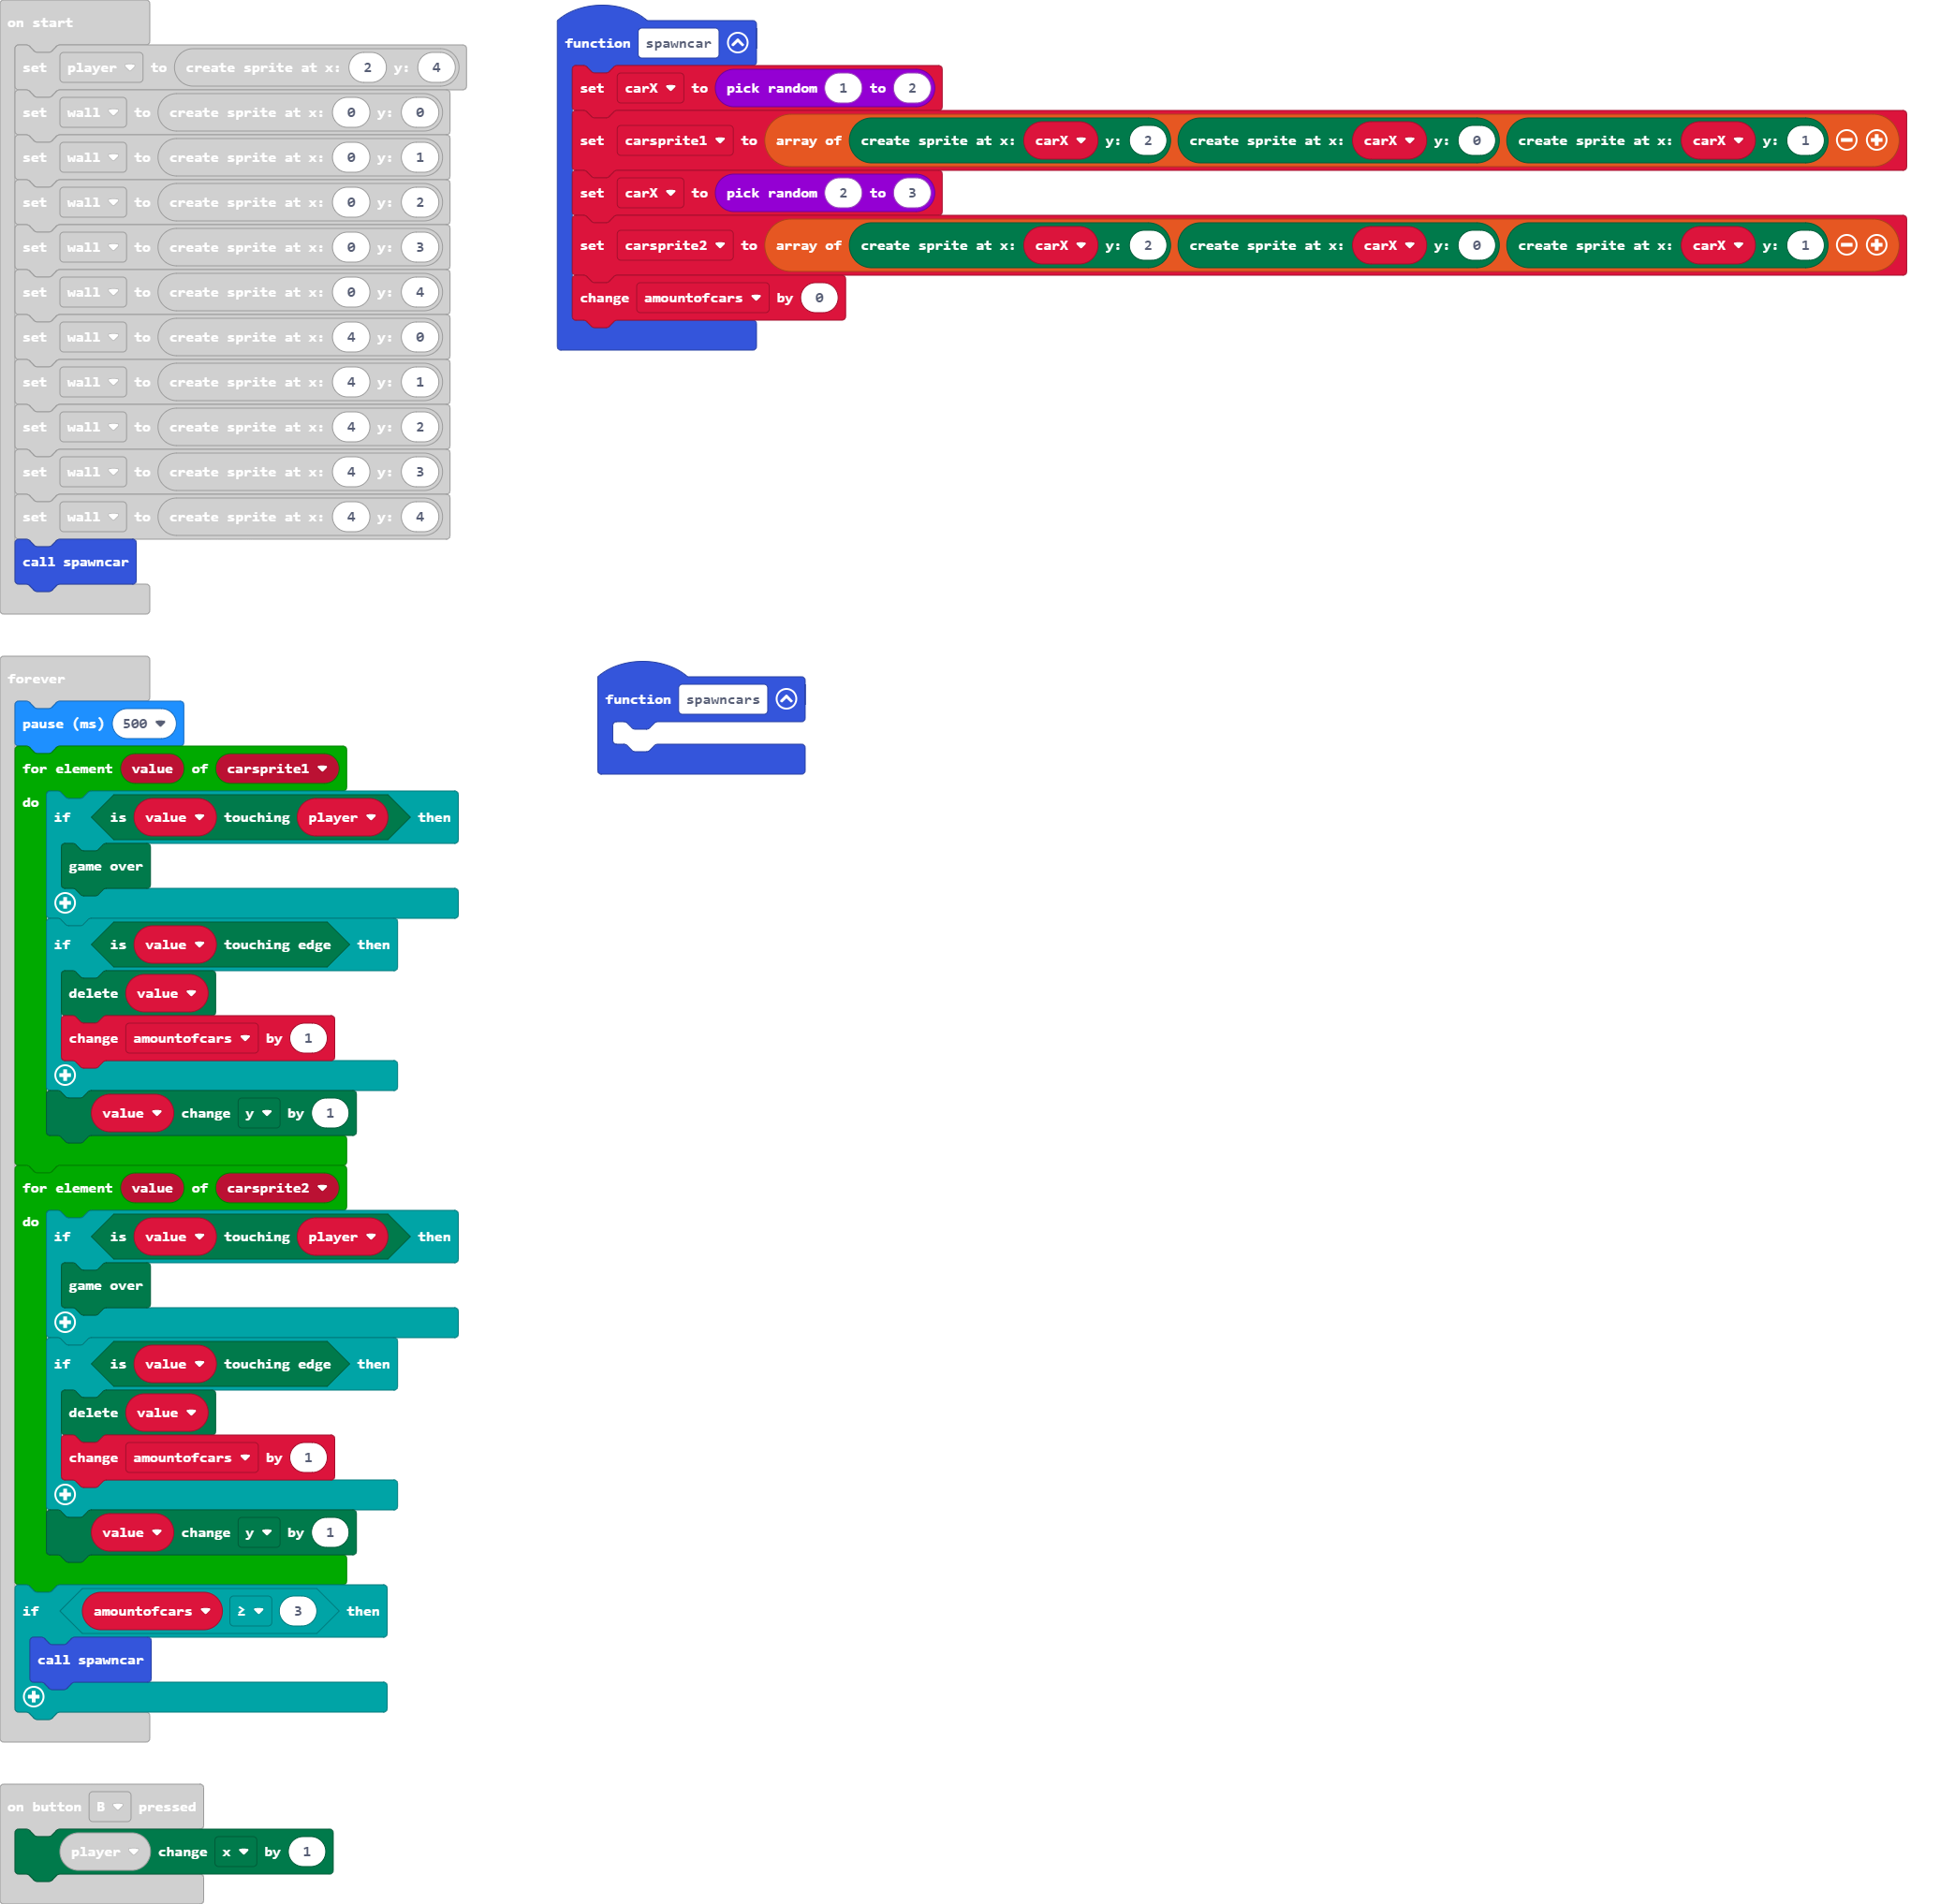 on start
set player to create sprite at x: 2 y: 4
set wall to create sprite at x: 0 y: 0
set wall to create sprite at x: 0 y: 1
set wall to create sprite at x: 0 y: 2
set wall to create sprite at x: 0 y: 3
set wall to create sprite at x: 0 y: 4
set wall to create sprite at x: 4 y: 0
set wall to create sprite at x: 4 y: 1
set wall to create sprite at x: 4 y: 2
set wall to create sprite at x: 4 y: 3
set wall to create sprite at x: 4 y: 4
call spawncar
function spawncar
set carX to pick random 1 to 2
set carsprite1 to array of create sprite at x: carX y: 2 create sprite at x: carX y: 0 create sprite at x: carX y: 1
set carX to pick random 2 to 3
set carsprite2 to array of create sprite at x: carX y: 2 create sprite at x: carX y: 0 create sprite at x: carX y: 1
change amountofcars by 0
forever
pause (ms) 500
for element value of carsprite1
do
if is value touching player then
game over
if is value touching edge then
delete value
change amountofcars by 1
value change y by 1
for element value of carsprite2
do
if is value touching player then
game over
if is value touching edge then
delete value
change amountofcars by 1
value change y by 1
if amountofcars ≥ 3 then
call spawncar
function spawncars
on button B pressed
player change x by 1